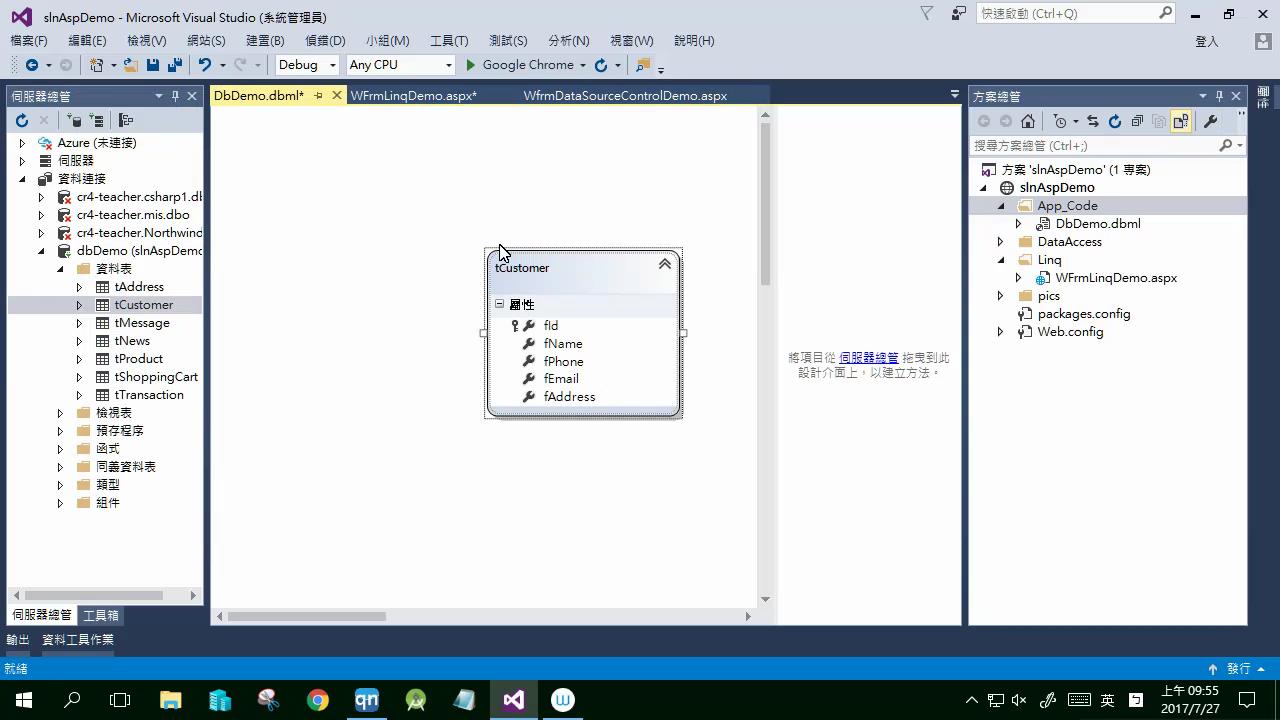 slnAspDemo - Microsoft Visual Studio (系統管理員)
快速啟動 (Ctrl+Q)
檔案(F) 編輯(E) 檢視(V) 網站(S) 建置(B) 偵錯(D) 小組(M) 工具(T) 測試(S) 分析(N) 視窗(W) 說明(H)
登入
Debug Any CPU Google Chrome
伺服器總管
DbDemo.dbml* WFrmLinqDemo.aspx* WfrmDataSourceControlDemo.aspx
方案總管
搜尋方案總管 (Ctrl+;)
Azure (未連接)
伺服器
資料連接
cr4-teacher.csharp1.db
cr4-teacher.mis.dbo
cr4-teacher.Northwind
dbDemo (slnAspDemo
資料表
tAddress
tCustomer
tMessage
tNews
tProduct
tShoppingCart
tTransaction
檢視表
預存程序
函式
同義資料表
類型
組件
伺服器總管 工具箱
tCustomer
屬性
fId
fName
fPhone
fEmail
fAddress
將項目從 伺服器總管 拖曳到此
設計介面上，以建立方法。
方案 'slnAspDemo' (1 專案)
slnAspDemo
App_Code
DbDemo.dbml
DataAccess
Linq
WFrmLinqDemo.aspx
pics
packages.config
Web.config
輸出 資料工具作業
就緒
發行
qn
W
英
上午 09:55
2017/7/27